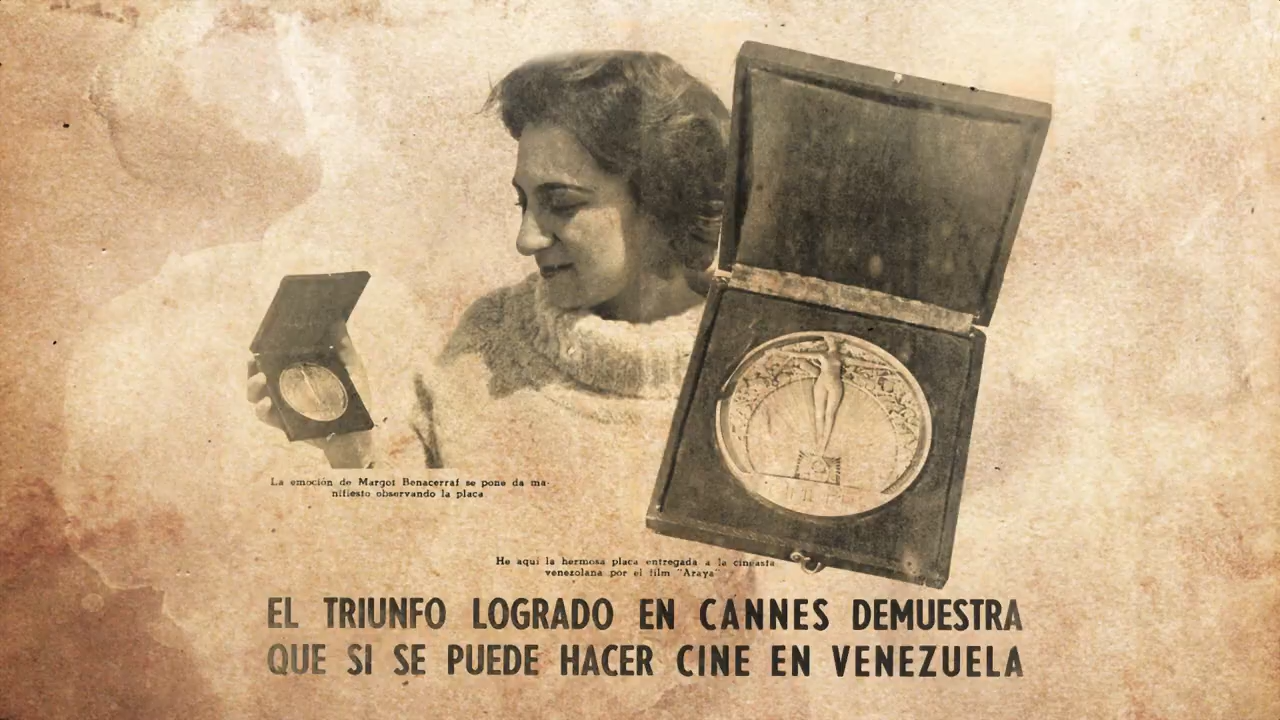 La emoción de Margot Benacerraf se pone da ma-
nifiesto observando la placa
He aquí la hermosa placa entregada a la cineasta
venezolana por el film "Araya"
EL TRIUNFO LOGRADO EN CANNES DEMUESTRA
QUE SI SE PUEDE HACER CINE EN VENEZUELA